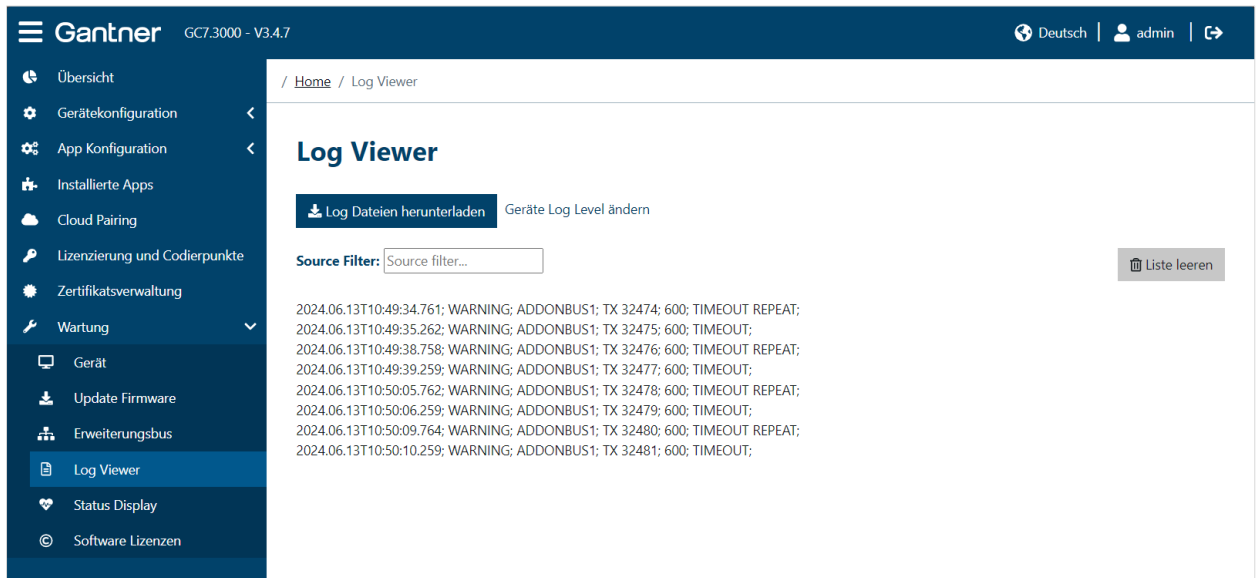 Gantner GC7.3000 - V3.4.7 Deutsch admin
Übersicht
Gerätekonfiguration
App Konfiguration
Installierte Apps
Cloud Pairing
Lizenzierung und Codierpunkte
Zertifikatsverwaltung
Wartung
Gerät
Update Firmware
Erweiterungsbus
Log Viewer
Status Display
Software Lizenzen
/ Home / Log Viewer
Log Viewer
Log Dateien herunterladen Geräte Log Level ändern
Source Filter: Source filter... Liste leeren
2024.06.13T10:49:34.761; WARNING; ADDONBUS1; TX 32474; 600; TIMEOUT REPEAT;
2024.06.13T10:49:35.262; WARNING; ADDONBUS1; TX 32475; 600; TIMEOUT;
2024.06.13T10:49:38.758; WARNING; ADDONBUS1; TX 32476; 600; TIMEOUT REPEAT;
2024.06.13T10:49:39.259; WARNING; ADDONBUS1; TX 32477; 600; TIMEOUT;
2024.06.13T10:50:05.762; WARNING; ADDONBUS1; TX 32478; 600; TIMEOUT REPEAT;
2024.06.13T10:50:06.259; WARNING; ADDONBUS1; TX 32479; 600; TIMEOUT;
2024.06.13T10:50:09.764; WARNING; ADDONBUS1; TX 32480; 600; TIMEOUT REPEAT;
2024.06.13T10:50:10.259; WARNING; ADDONBUS1; TX 32481; 600; TIMEOUT;